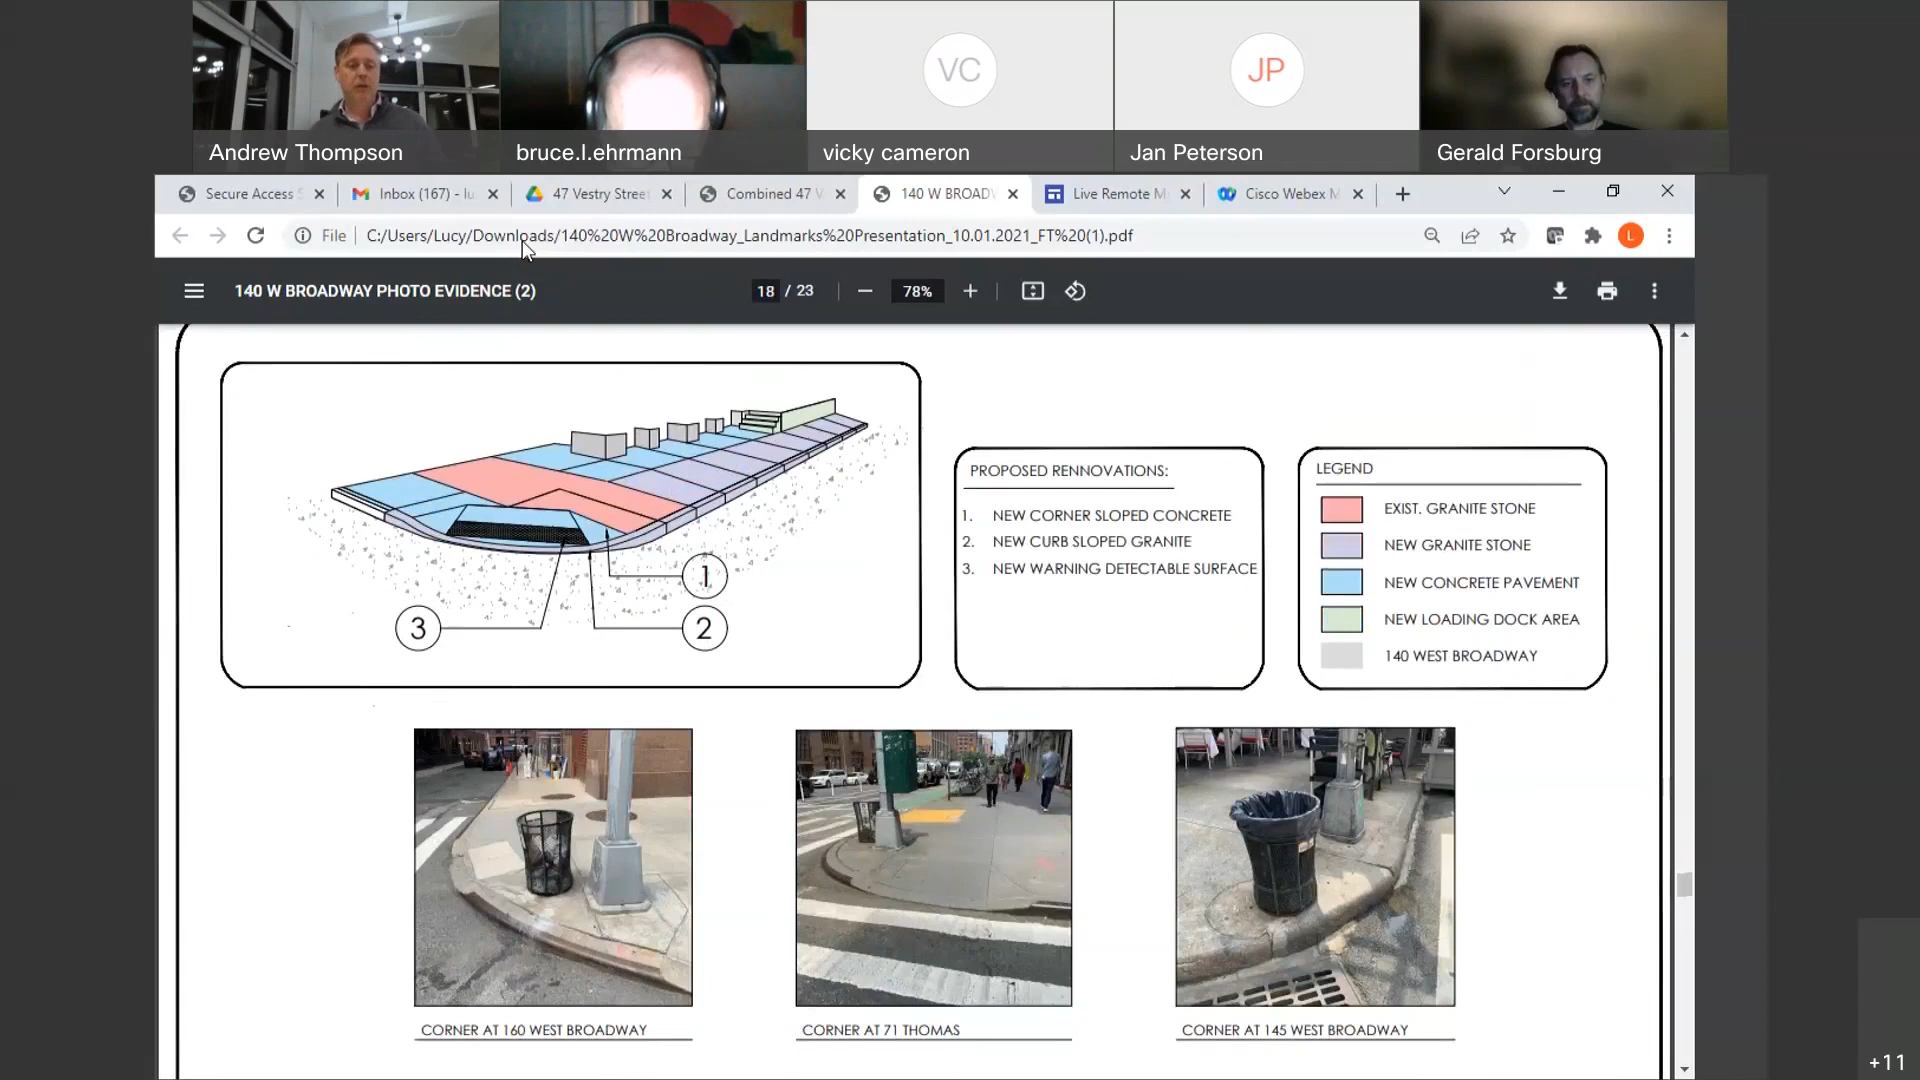 VC
JP
Andrew Thompson
bruce.l.ehrmann
vicky cameron
Jan Peterson
Gerald Forsburg
Secure Access S
Inbox (167) - lu
47 Vestry Street
Combined 47 V
140 W BROADW
Live Remote M
Cisco Webex M
File
C:/Users/Lucy/Downloads/140%20W%20Broadway_Landmarks%20Presentation_10.01.2021_FT%20(1).pdf
L
140 W BROADWAY PHOTO EVIDENCE (2)
18 / 23
78%
1
2
3
PROPOSED RENNOVATIONS:
1. NEW CORNER SLOPED CONCRETE
2. NEW CURB SLOPED GRANITE
3. NEW WARNING DETECTABLE SURFACE
LEGEND
EXIST. GRANITE STONE
NEW GRANITE STONE
NEW CONCRETE PAVEMENT
NEW LOADING DOCK AREA
140 WEST BROADWAY
CORNER AT 160 WEST BROADWAY
CORNER AT 71 THOMAS
CORNER AT 145 WEST BROADWAY
+11